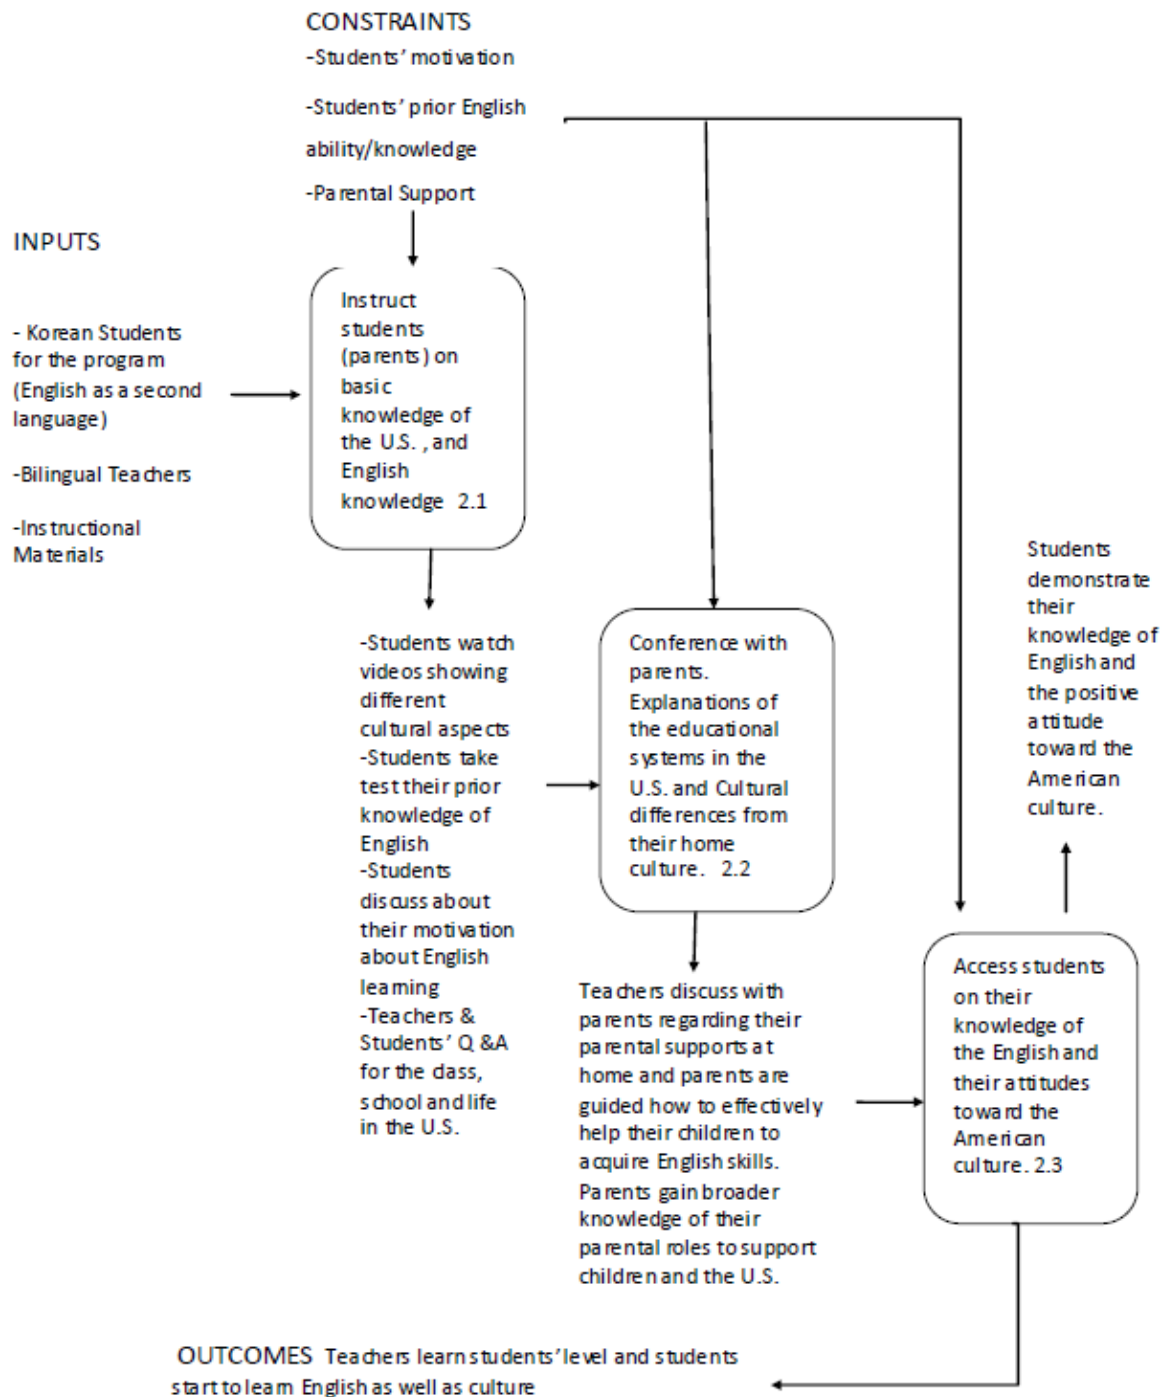 CONSTRAINTS
-Students' motivation
-Students' prior English
ability/knowledge
-Parental Support
INPUTS
- Korean Students
for the program
(English as a second
language)
-Bilingual Teachers
-Instructional
Materials
Instruct
students
(parents) on
basic
knowledge of
the U.S. , and
English
knowledge 2.1
-Students watch
videos showing
different
cultural aspects
-Students take
test their prior
knowledge of
English
-Students
discuss about
their motivation
about English
learning
-Teachers &
Students' Q &A
for the class,
school and life
in the U.S.
Conference with
parents.
Explanations of
the educational
systems in the
U.S. and Cultural
differences from
their home
culture. 2.2
Teachers discuss with
parents regarding their
parental supports at
home and parents are
guided how to effectively
help their children to
acquire English skills.
Parents gain broader
knowledge of their
parental roles to support
children and the U.S.
Students
demonstrate
their
knowledge of
English and
the positive
attitude
toward the
American
culture.
Access students
on their
knowledge of
the English and
their attitudes
toward the
American
culture. 2.3
OUTCOMES Teachers learn students' level and students
start to learn English as well as culture